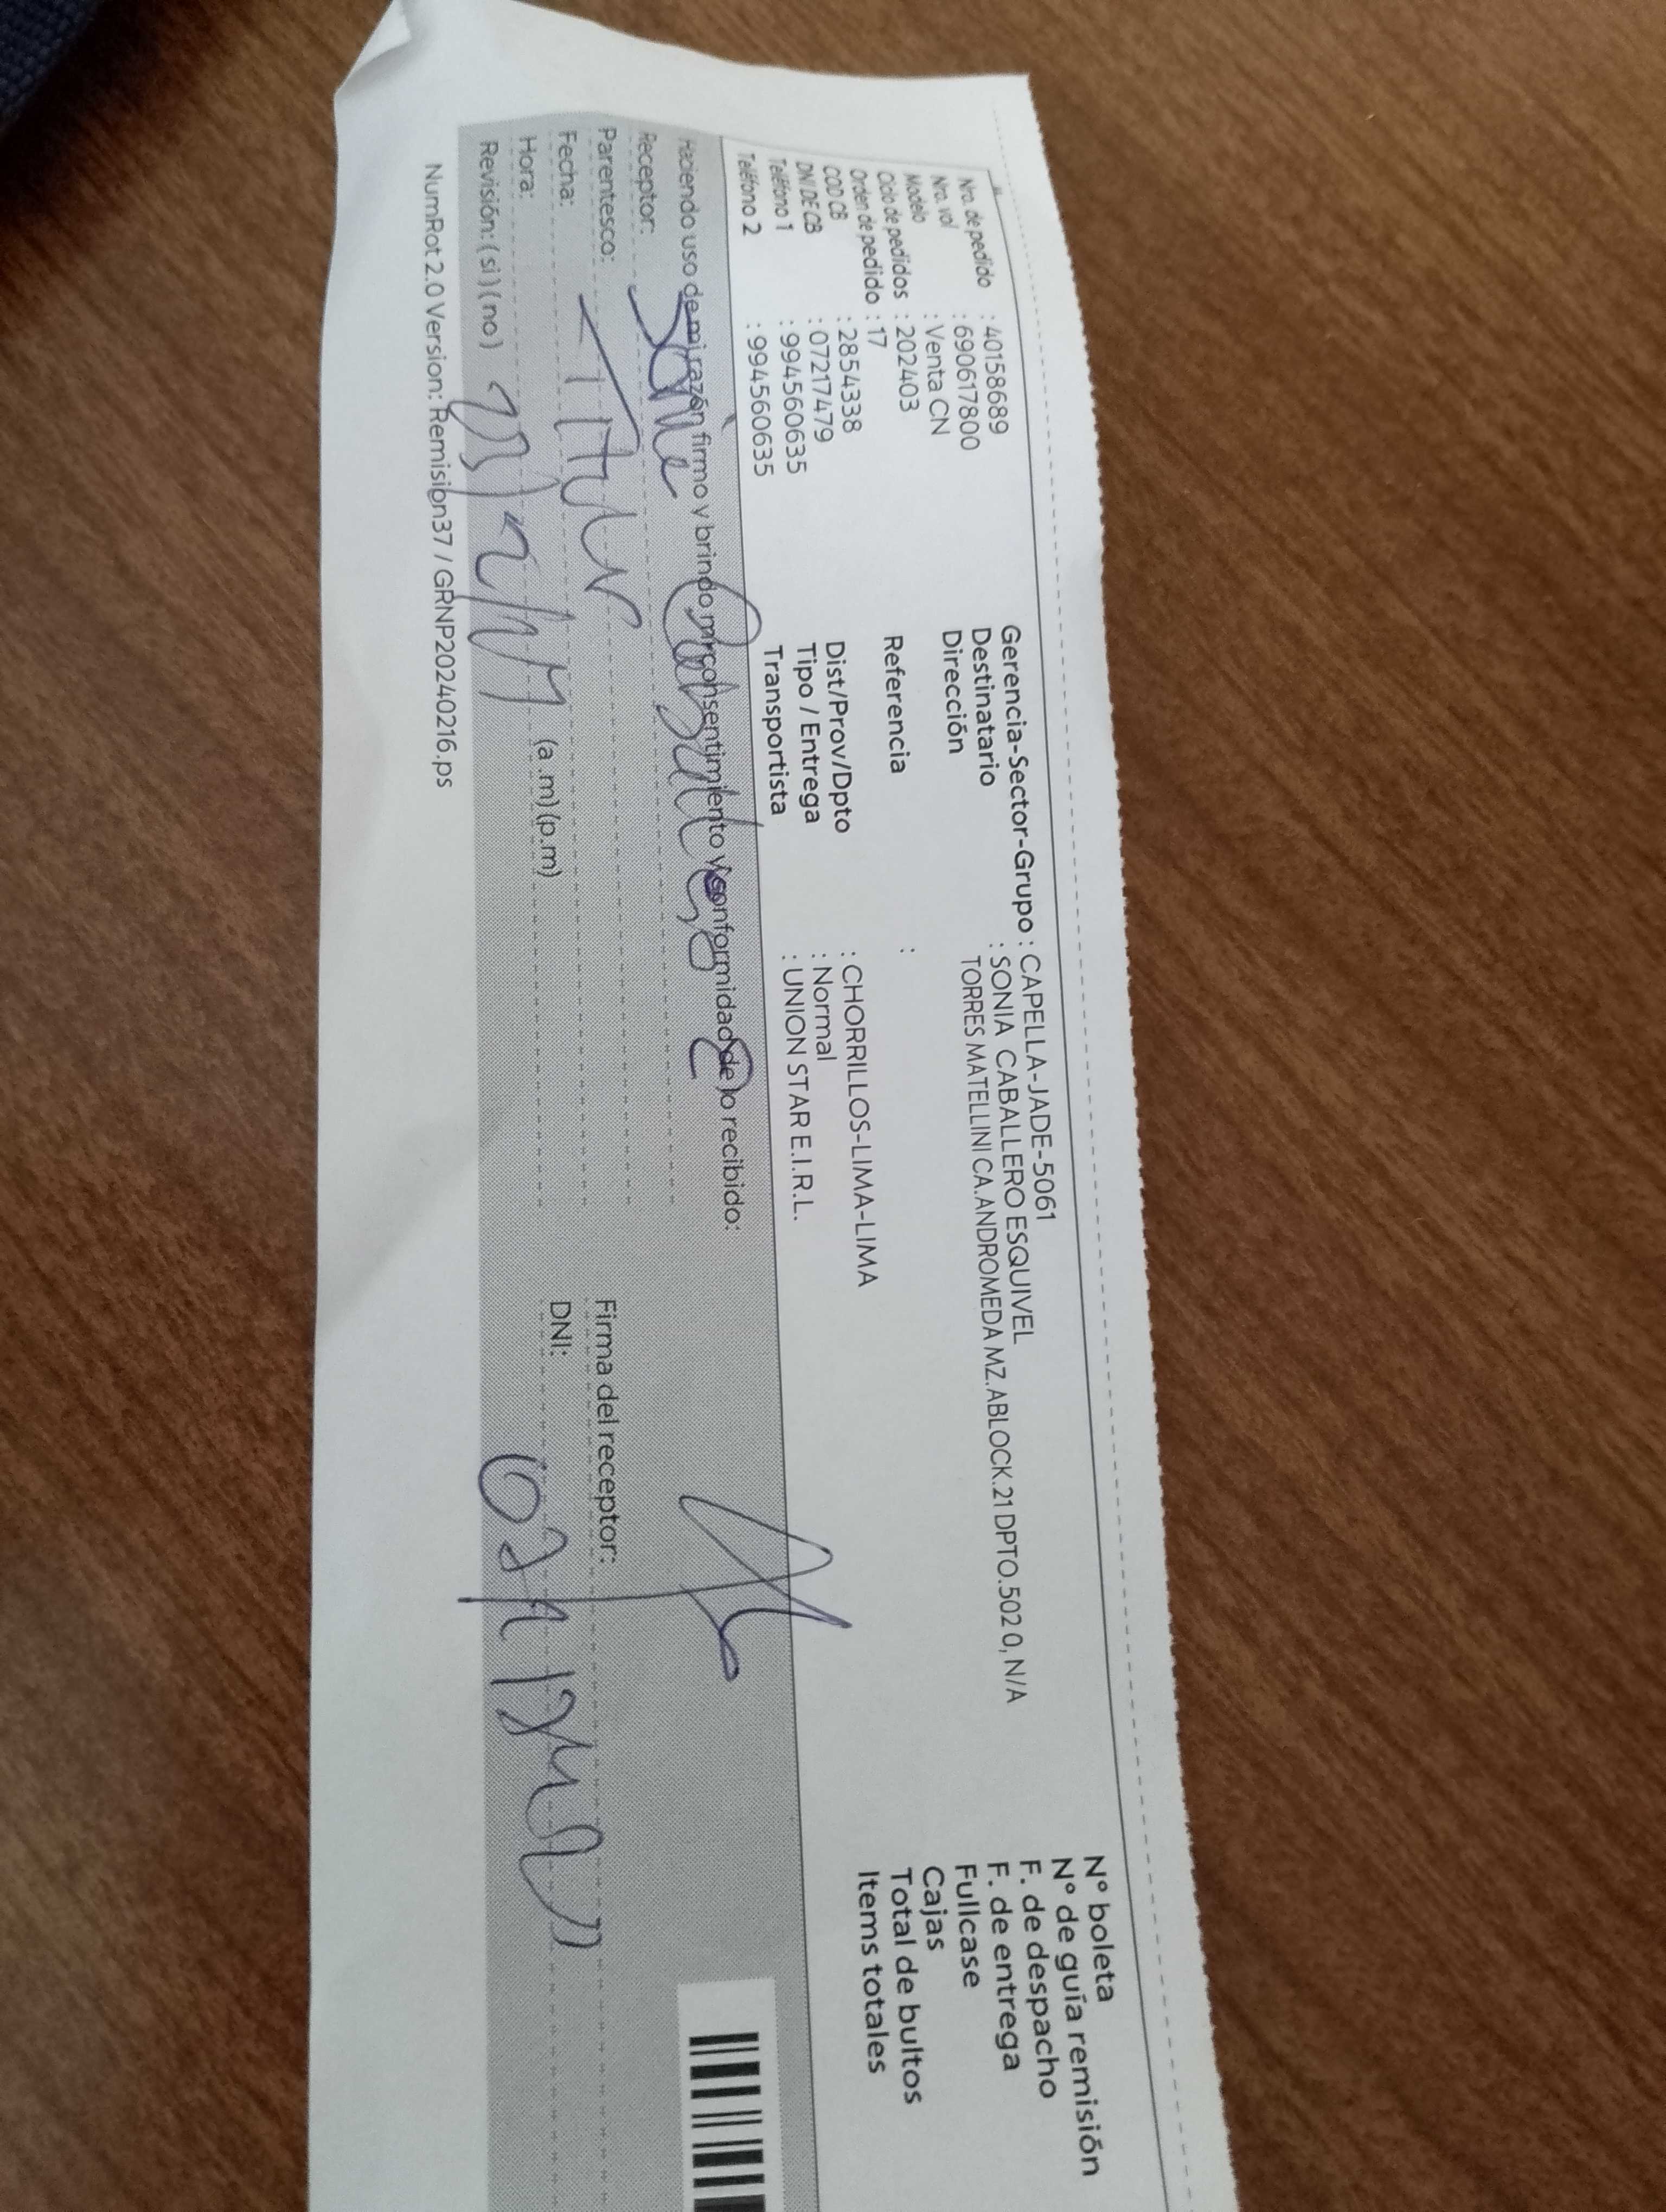 Nro. de pedido : 40158689
Nro. vol : 690617800
Modelo : Venta CN
Ciclo de pedidos : 202403
Orden de pedido : 17
COD CB : 2854338
DNI DE CB : 07217479
Teléfono 1 : 994560635
Teléfono 2 : 994560635
Gerencia-Sector-Grupo : CAPELLA-JADE-5061
Destinatario : SONIA CABALLERO ESQUIVEL
Dirección TORRES MATELLINI CA.ANDROMEDA MZ.ABLOCK.21 DPTO.502 0, N/A
Referencia :
Dist/Prov/Dpto : CHORRILLOS-LIMA-LIMA
Tipo / Entrega : Normal
Transportista : UNION STAR E.I.R.L.
Nº boleta
Nº de guía remisión
F. de despacho
F. de entrega
Fullcase
Cajas
Total de bultos
Items totales
Haciendo uso de mi razón firmo y brindo mi consentimiento y conformidad de lo recibido:
Receptor:
Parentesco:
Fecha:
Hora: (a.m) (p.m)
Revisión: ( si ) ( no )
Firma del receptor:
DNI:
NumRot 2.0 Version: Remision37 / GRNP20240216.ps